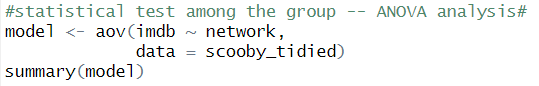 #statistical test among the group -- ANOVA analysis#
model <- aov(imdb ~ network,
data = scooby_tidied)
summary(model)